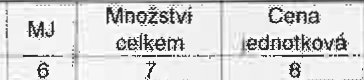 MJ
Množství
celkem
Cena
jednotková
6
7
8